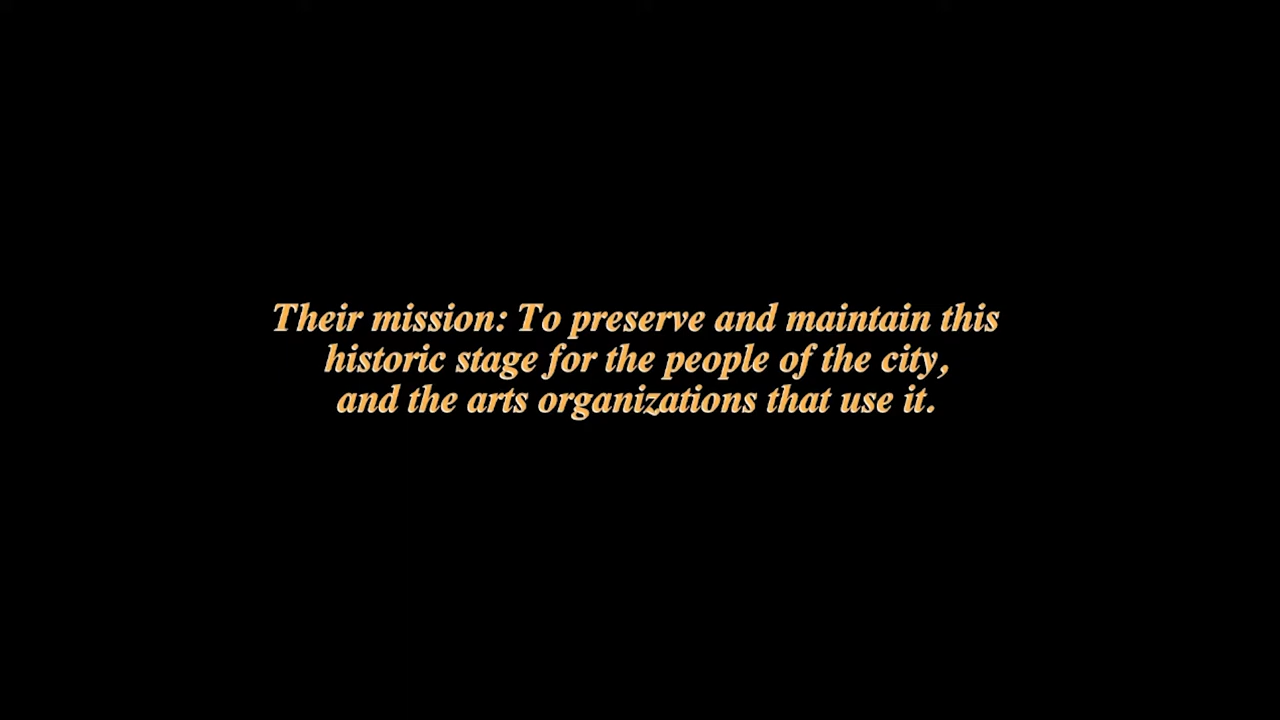 Their mission: To preserve and maintain this
historic stage for the people of the city,
and the arts organizations that use it.